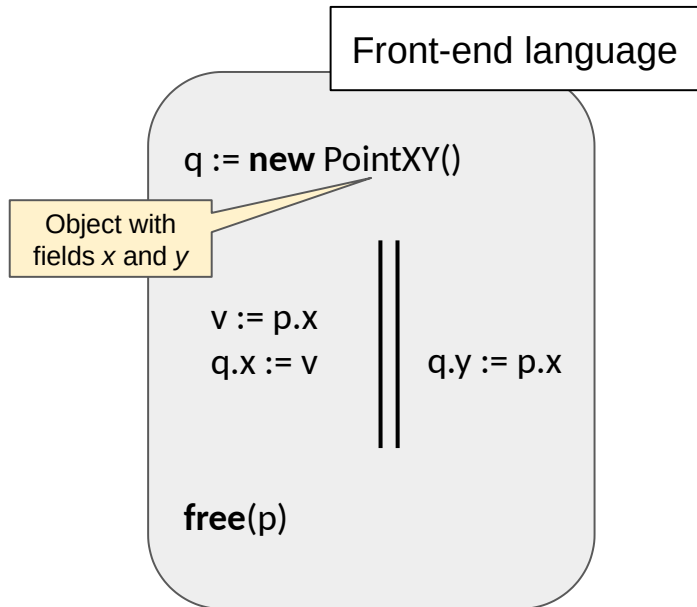 Front-end language
q := new PointXY()
Object with
fields x and y
v := p.x
q.x := v
q.y := p.x
free(p)